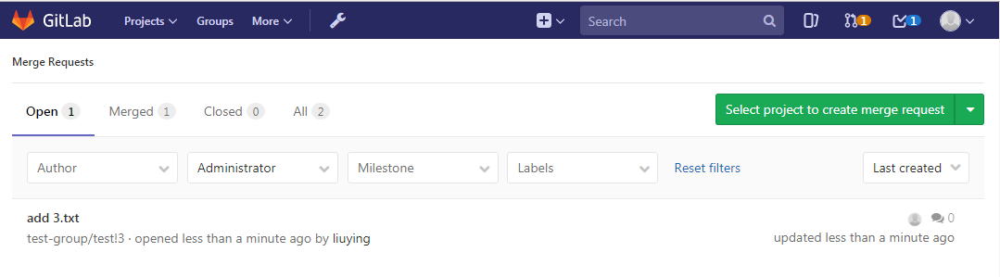 GitLab Projects Groups More Search 1 1
Merge Requests
Open 1 Merged 1 Closed 0 All 2 Select project to create merge request
Author Administrator Milestone Labels Reset filters Last created
add 3.txt 0
test-group/test!3 · opened less than a minute ago by liuying updated less than a minute ago